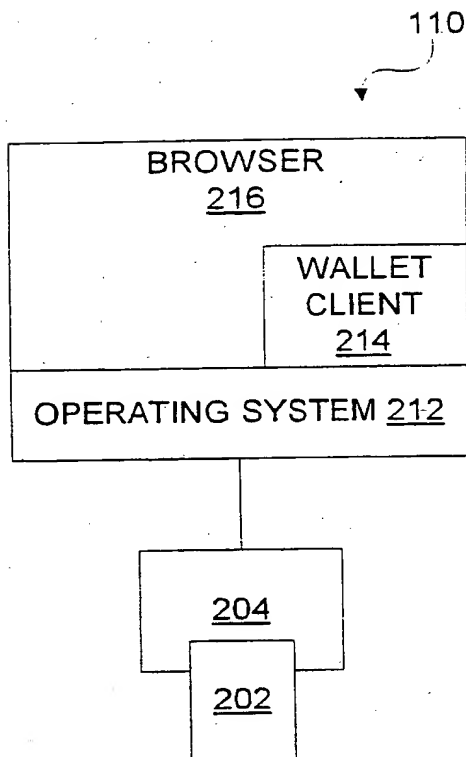 110
BROWSER
216
WALLET
CLIENT
214
OPERATING SYSTEM 212
204
202